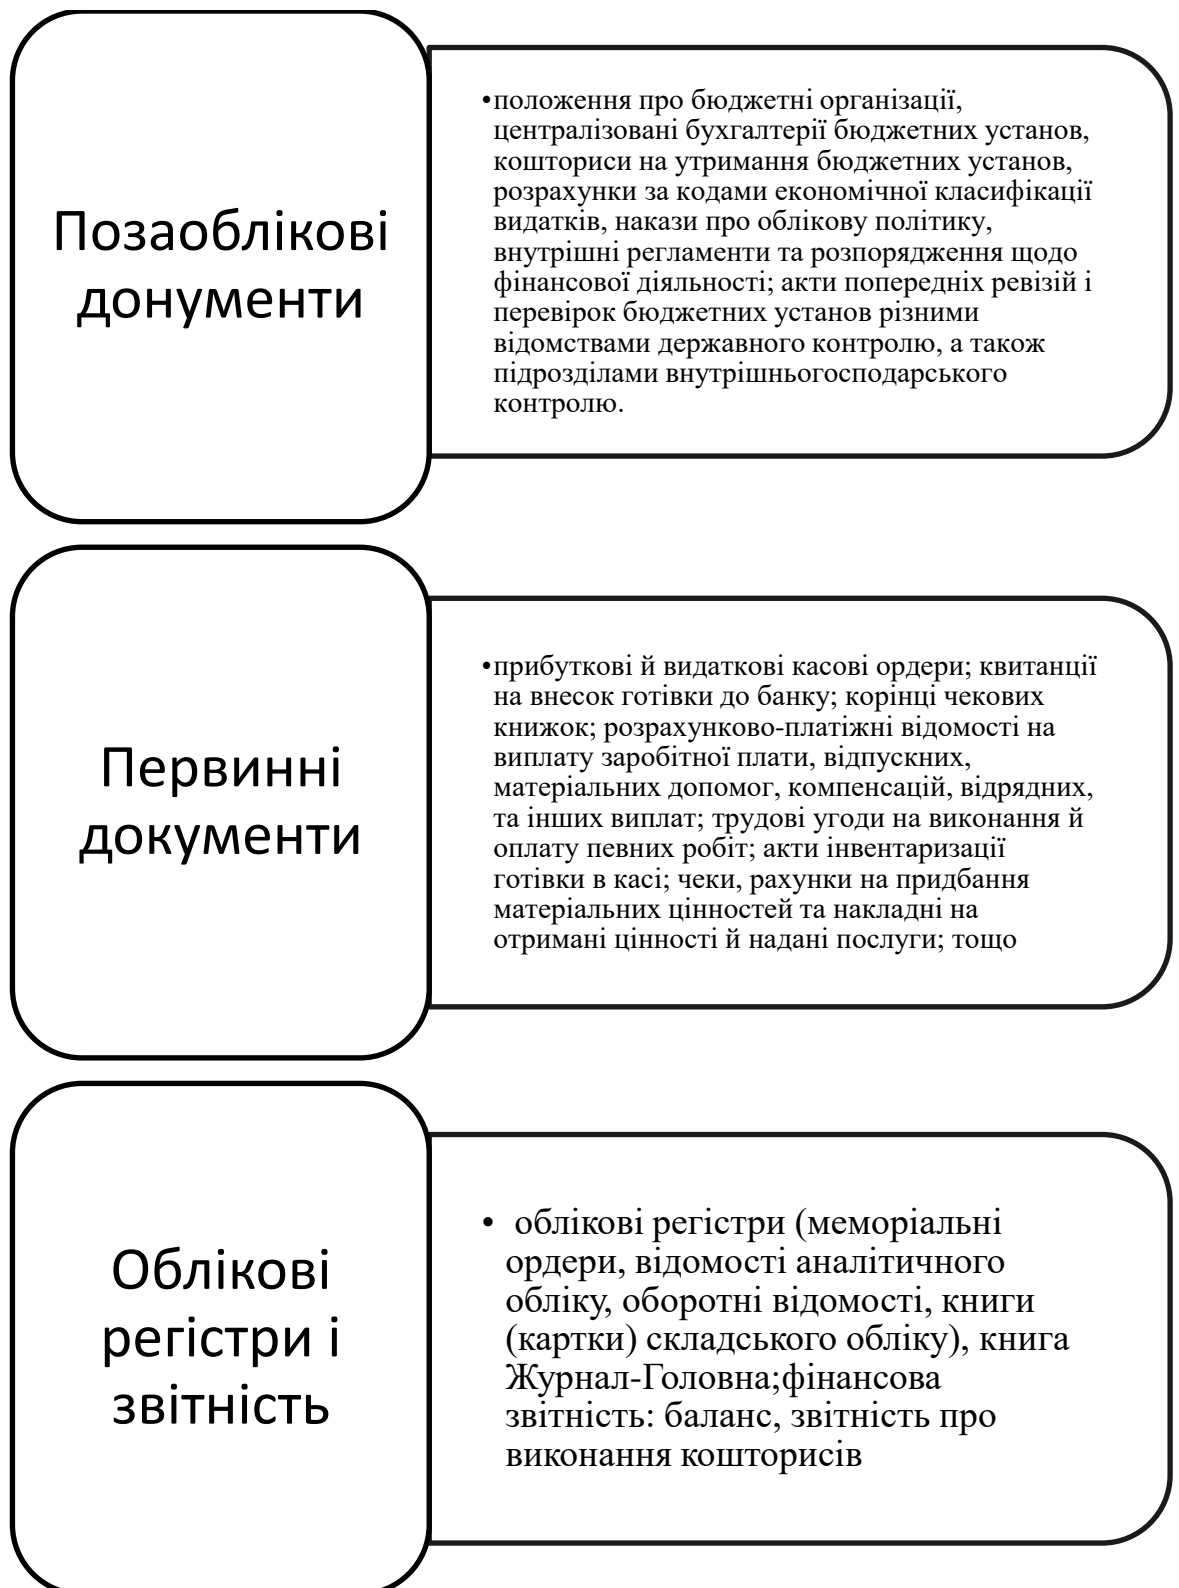 Позаоблікові
донументи
•положення про бюджетні організації,
централізовані бухгалтерії бюджетних установ,
кошториси на утримання бюджетних установ,
розрахунки за кодами економічної класифікації
видатків, накази про облікову політику,
внутрішні регламенти та розпорядження щодо
фінансової діяльності; акти попередніх ревізій і
перевірок бюджетних установ різними
відомствами державного контролю, а також
підрозділами внутрішньогосподарського
контролю.
Первинні
документи
•прибуткові й видаткові касові ордери; квитанції
на внесок готівки до банку; корінці чекових
книжок; розрахунково-платіжні відомості на
виплату заробітної плати, відпускних,
матеріальних допомог, компенсацій, відрядних,
та інших виплат; трудові угоди на виконання й
оплату певних робіт; акти інвентаризації
готівки в касі; чеки, рахунки на придбання
матеріальних цінностей та накладні на
отримані цінності й надані послуги; тощо
Облікові
регістри і
звітність
• облікові регістри (меморіальні
ордери, відомості аналітичного
обліку, оборотні відомості, книги
(картки) складського обліку), книга
Журнал-Головна;фінансова
звітність: баланс, звітність про
виконання кошторисів